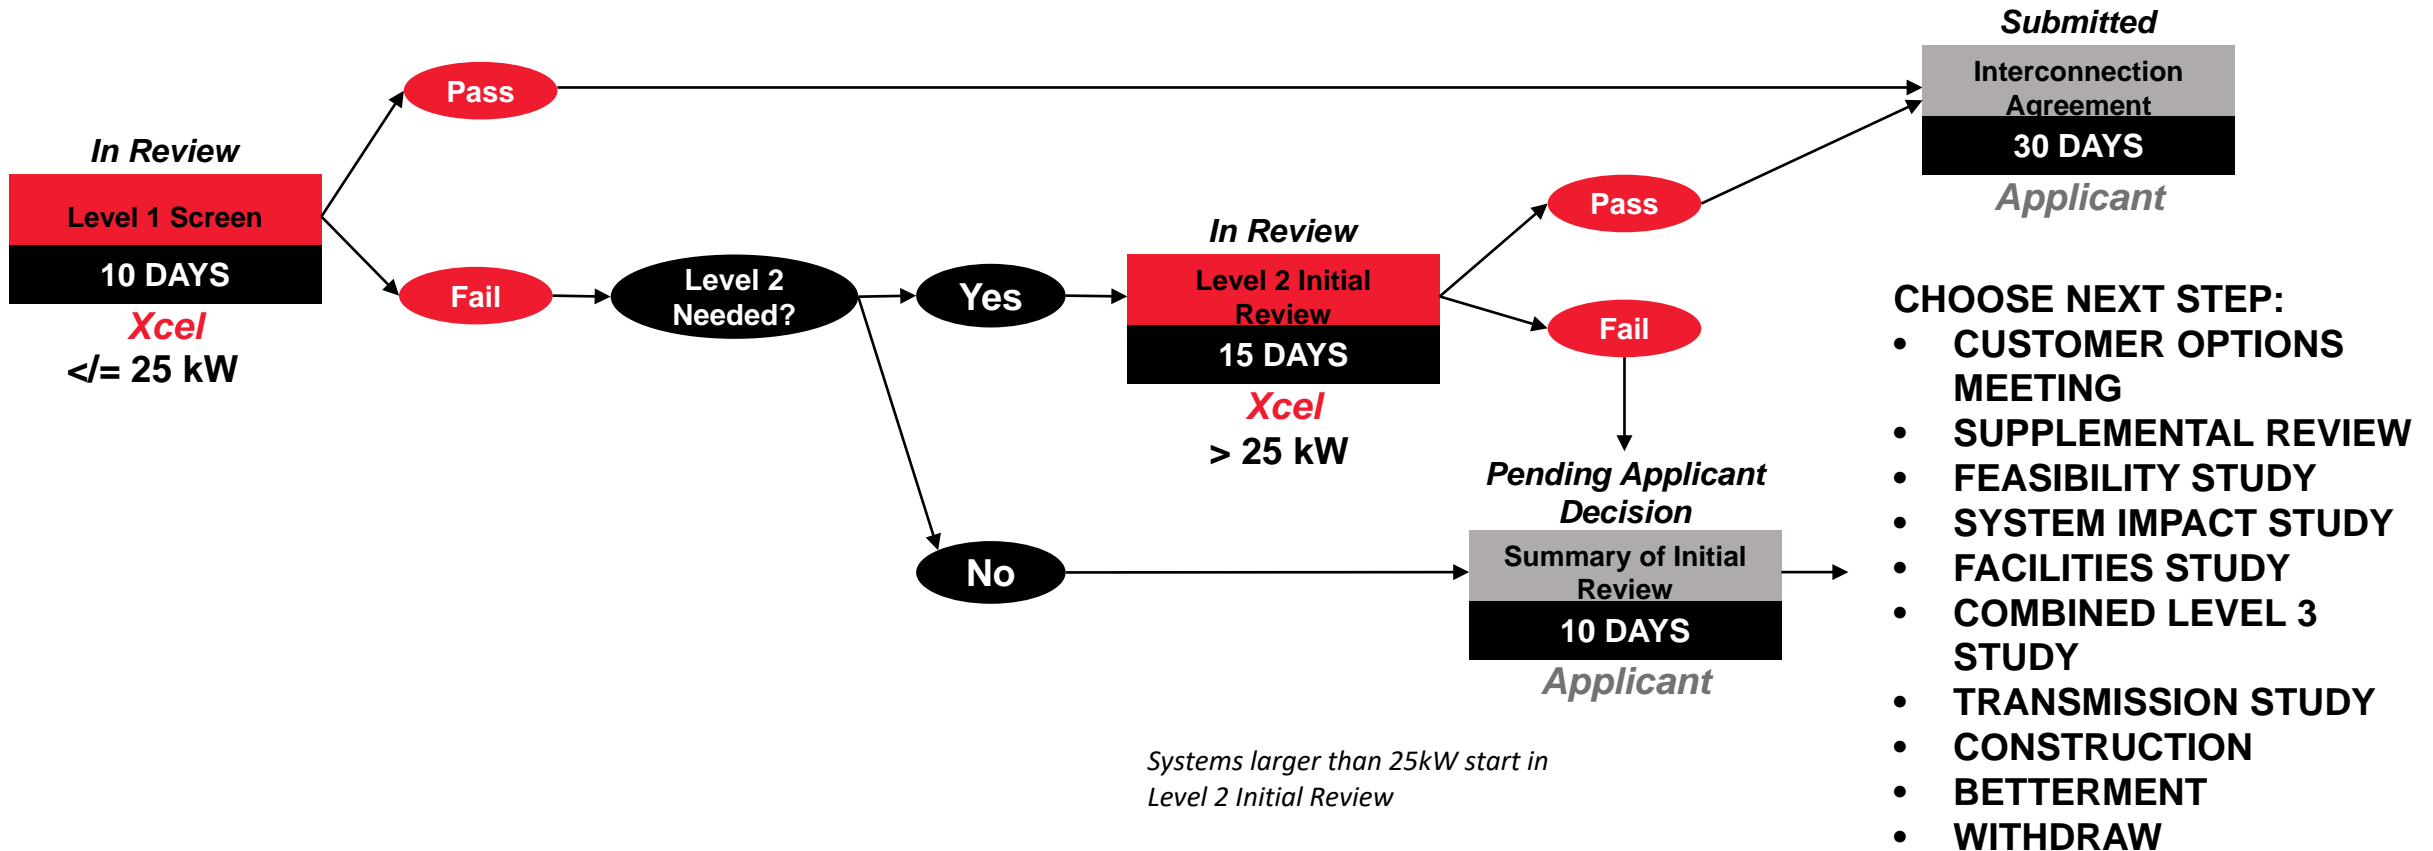 In Review
Level 1 Screen
10 DAYS
Xcel
</= 25 kW
Pass
Fail
Level 2
Needed?
Yes
No
In Review
Level 2 Initial
Review
15 DAYS
Xcel
> 25 kW
Pass
Fail
Pending Applicant
Decision
Summary of Initial
Review
10 DAYS
Applicant
Systems larger than 25kW start in
Level 2 Initial Review
Submitted
Interconnection
Agreement
30 DAYS
Applicant
CHOOSE NEXT STEP:
• CUSTOMER OPTIONS
MEETING
• SUPPLEMENTAL REVIEW
• FEASIBILITY STUDY
• SYSTEM IMPACT STUDY
• FACILITIES STUDY
• COMBINED LEVEL 3
STUDY
• TRANSMISSION STUDY
• CONSTRUCTION
• BETTERMENT
• WITHDRAW